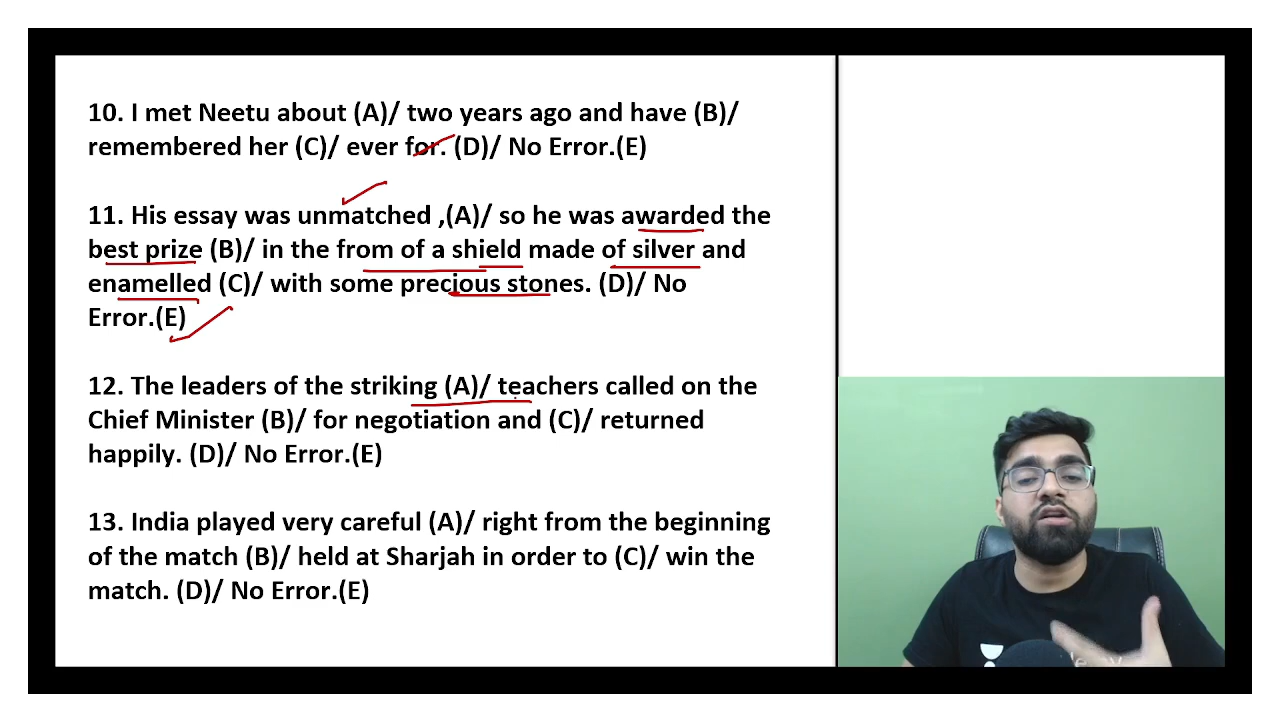 10. I met Neetu about (A)/ two years ago and have (B)/
remembered her (C)/ ever for. (D)/ No Error.(E)
11. His essay was unmatched ,(A)/ so he was awarded the
best prize (B)/ in the from of a shield made of silver and
enamelled (C)/ with some precious stones. (D)/ No
Error.(E)
12. The leaders of the striking (A)/ teachers called on the
Chief Minister (B)/ for negotiation and (C)/ returned
happily. (D)/ No Error.(E)
13. India played very careful (A)/ right from the beginning
of the match (B)/ held at Sharjah in order to (C)/ win the
match. (D)/ No Error.(E)